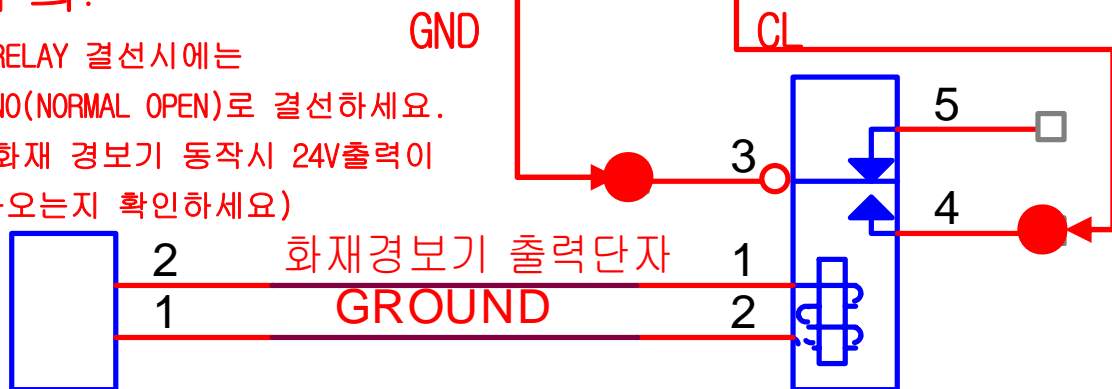 GND
CL
RELAY 결선시에는
NO(NORMAL OPEN)로 결선하세요.
화재 경보기 동작시 24V출력이
오는지 확인하세요)
5
3
4
2
화재경보기 출력단자
1
1
GROUND
2